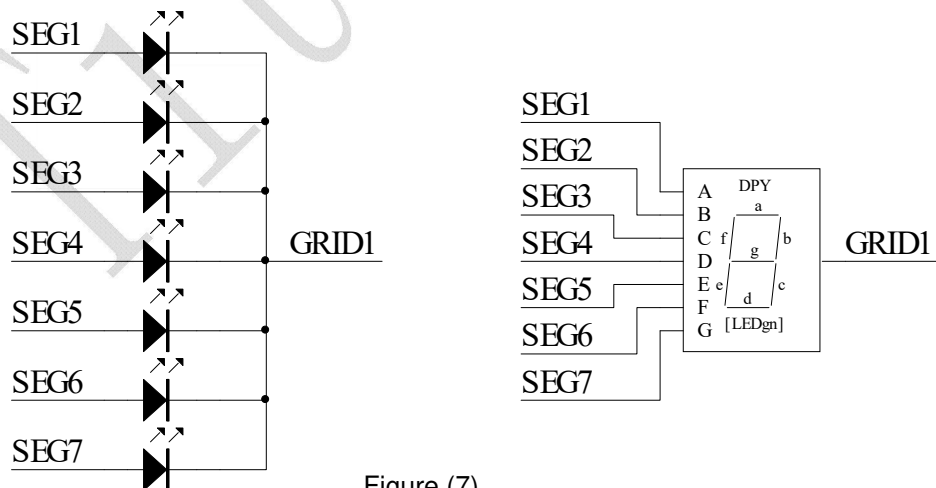 SEG1
SEG2
SEG3
SEG4
SEG5
SEG6
SEG7
GRID1
SEG1
SEG2
SEG3
SEG4
SEG5
SEG6
SEG7
A
B
C
D
E
F
G
DPY
a
f
b
g
e
c
d
[LEDgn]
GRID1
Figure (7)